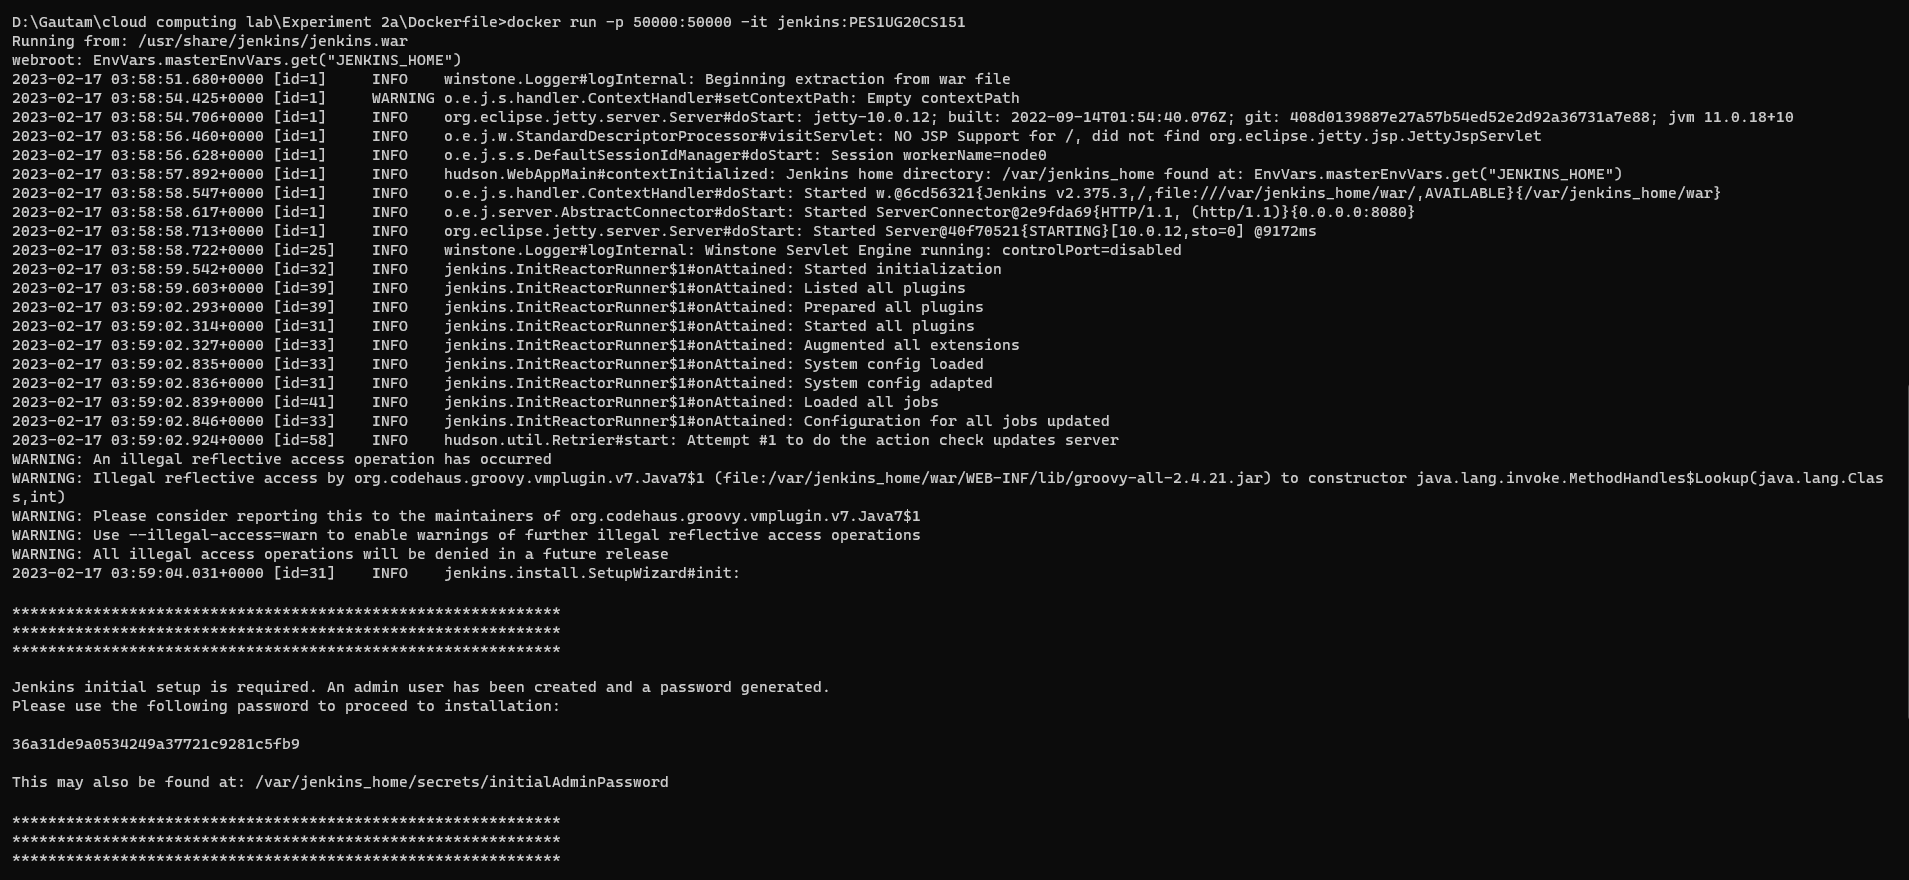 D:\Gautam\cloud computing lab\Experiment 2a\Dockerfile>docker run -p 50000:50000 -it jenkins:PES1UG20CS151
Running from: /usr/share/jenkins/jenkins.war
webroot: EnvVars.masterEnvVars.get("JENKINS_HOME")
2023-02-17 03:58:51.680+0000 [id=1]     INFO    winstone.Logger#logInternal: Beginning extraction from war file
2023-02-17 03:58:54.425+0000 [id=1]     WARNING o.e.j.s.handler.ContextHandler#setContextPath: Empty contextPath
2023-02-17 03:58:54.706+0000 [id=1]     INFO    org.eclipse.jetty.server.Server#doStart: jetty-10.0.12; built: 2022-09-14T01:54:40.076Z; git: 408d0139887e27a57b54ed52e2d92a36731a7e88; jvm 11.0.18+10
2023-02-17 03:58:56.460+0000 [id=1]     INFO    o.e.j.w.StandardDescriptorProcessor#visitServlet: NO JSP Support for /, did not find org.eclipse.jetty.jsp.JettyJspServlet
2023-02-17 03:58:56.628+0000 [id=1]     INFO    o.e.j.s.s.DefaultSessionIdManager#doStart: Session workerName=node0
2023-02-17 03:58:57.892+0000 [id=1]     INFO    hudson.WebAppMain#contextInitialized: Jenkins home directory: /var/jenkins_home found at: EnvVars.masterEnvVars.get("JENKINS_HOME")
2023-02-17 03:58:58.547+0000 [id=1]     INFO    o.e.j.s.handler.ContextHandler#doStart: Started w.@6cd56321{Jenkins v2.375.3,/,file:///var/jenkins_home/war/,AVAILABLE}{/var/jenkins_home/war}
2023-02-17 03:58:58.617+0000 [id=1]     INFO    o.e.j.server.AbstractConnector#doStart: Started ServerConnector@2e9fda69{HTTP/1.1, (http/1.1)}{0.0.0.0:8080}
2023-02-17 03:58:58.713+0000 [id=1]     INFO    org.eclipse.jetty.server.Server#doStart: Started Server@40f70521{STARTING}[10.0.12,sto=0] @9172ms
2023-02-17 03:58:58.722+0000 [id=25]    INFO    winstone.Logger#logInternal: Winstone Servlet Engine running: controlPort=disabled
2023-02-17 03:58:59.542+0000 [id=32]    INFO    jenkins.InitReactorRunner$1#onAttained: Started initialization
2023-02-17 03:58:59.603+0000 [id=39]    INFO    jenkins.InitReactorRunner$1#onAttained: Listed all plugins
2023-02-17 03:59:02.293+0000 [id=39]    INFO    jenkins.InitReactorRunner$1#onAttained: Prepared all plugins
2023-02-17 03:59:02.314+0000 [id=31]    INFO    jenkins.InitReactorRunner$1#onAttained: Started all plugins
2023-02-17 03:59:02.327+0000 [id=33]    INFO    jenkins.InitReactorRunner$1#onAttained: Augmented all extensions
2023-02-17 03:59:02.835+0000 [id=33]    INFO    jenkins.InitReactorRunner$1#onAttained: System config loaded
2023-02-17 03:59:02.836+0000 [id=31]    INFO    jenkins.InitReactorRunner$1#onAttained: System config adapted
2023-02-17 03:59:02.839+0000 [id=41]    INFO    jenkins.InitReactorRunner$1#onAttained: Loaded all jobs
2023-02-17 03:59:02.846+0000 [id=33]    INFO    jenkins.InitReactorRunner$1#onAttained: Configuration for all jobs updated
2023-02-17 03:59:02.924+0000 [id=58]    INFO    hudson.util.Retrier#start: Attempt #1 to do the action check updates server
WARNING: An illegal reflective access operation has occurred
WARNING: Illegal reflective access by org.codehaus.groovy.vmplugin.v7.Java7$1 (file:/var/jenkins_home/war/WEB-INF/lib/groovy-all-2.4.21.jar) to constructor java.lang.invoke.MethodHandles$Lookup(java.lang.Clas
s,int)
WARNING: Please consider reporting this to the maintainers of org.codehaus.groovy.vmplugin.v7.Java7$1
WARNING: Use --illegal-access=warn to enable warnings of further illegal reflective access operations
WARNING: All illegal access operations will be denied in a future release
2023-02-17 03:59:04.031+0000 [id=31]    INFO    jenkins.install.SetupWizard#init:

*************************************************************
*************************************************************
*************************************************************

Jenkins initial setup is required. An admin user has been created and a password generated.
Please use the following password to proceed to installation:

36a31de9a0534249a37721c9281c5fb9

This may also be found at: /var/jenkins_home/secrets/initialAdminPassword

*************************************************************
*************************************************************
*************************************************************